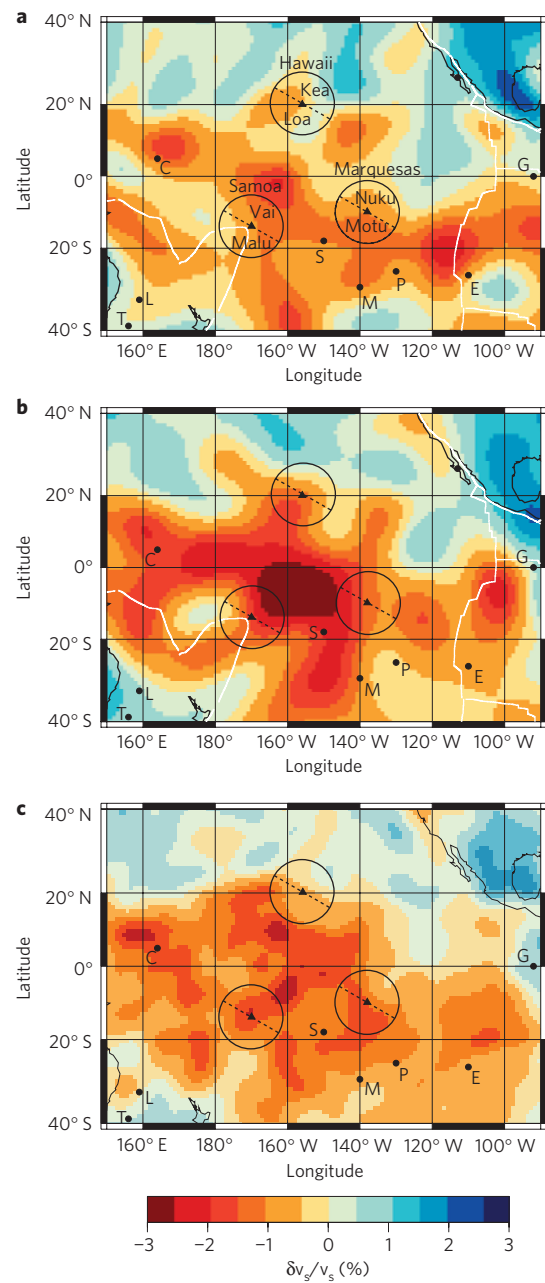 a
40° N
20° N
0°
20° S
40° S
Latitude
Hawaii
Kea
Loa
Marquesas
Samoa
Nuku
Vai
Motu
Malu
C
G
S
L
T
M
P
E
160° E
180°
160° W
140° W
120° W
100° W
Longitude
b
40° N
20° N
0°
20° S
40° S
Latitude
C
G
S
L
T
M
P
E
160° E
180°
160° W
140° W
120° W
100° W
Longitude
c
40° N
20° N
0°
20° S
40° S
Latitude
C
G
S
L
T
M
P
E
160° E
180°
160° W
140° W
120° W
100° W
Longitude
−3 −2 −1 0 1 2 3
δvs/vs (%)